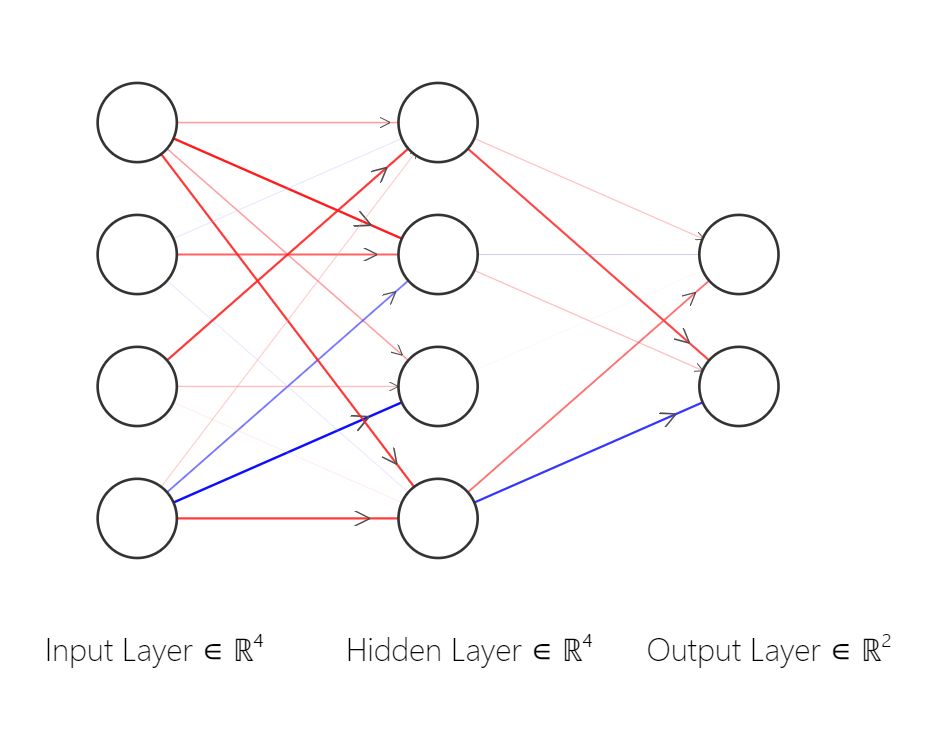 Input Layer ∈ ℝ⁴
Hidden Layer ∈ ℝ⁴
Output Layer ∈ ℝ²